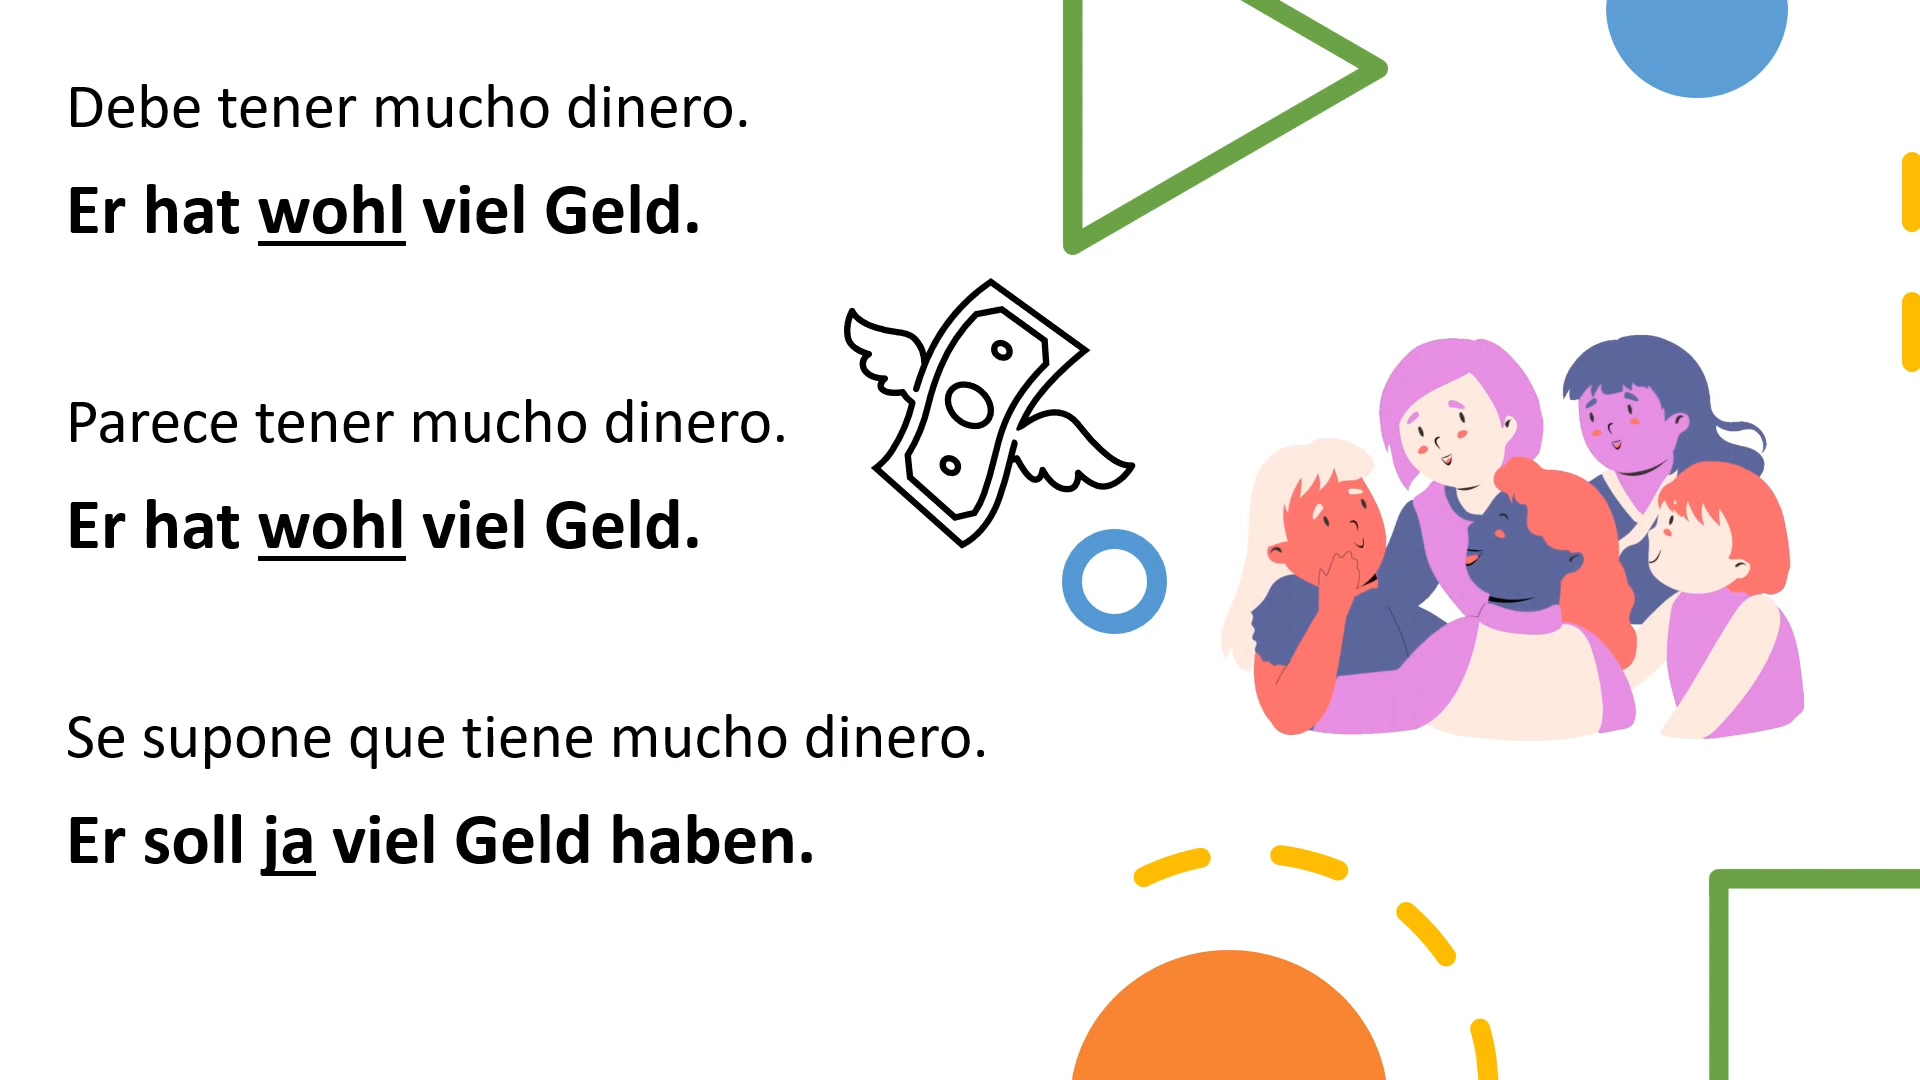 Debe tener mucho dinero.
Er hat wohl viel Geld.
Parece tener mucho dinero.
Er hat wohl viel Geld.
Se supone que tiene mucho dinero.
Er soll ja viel Geld haben.